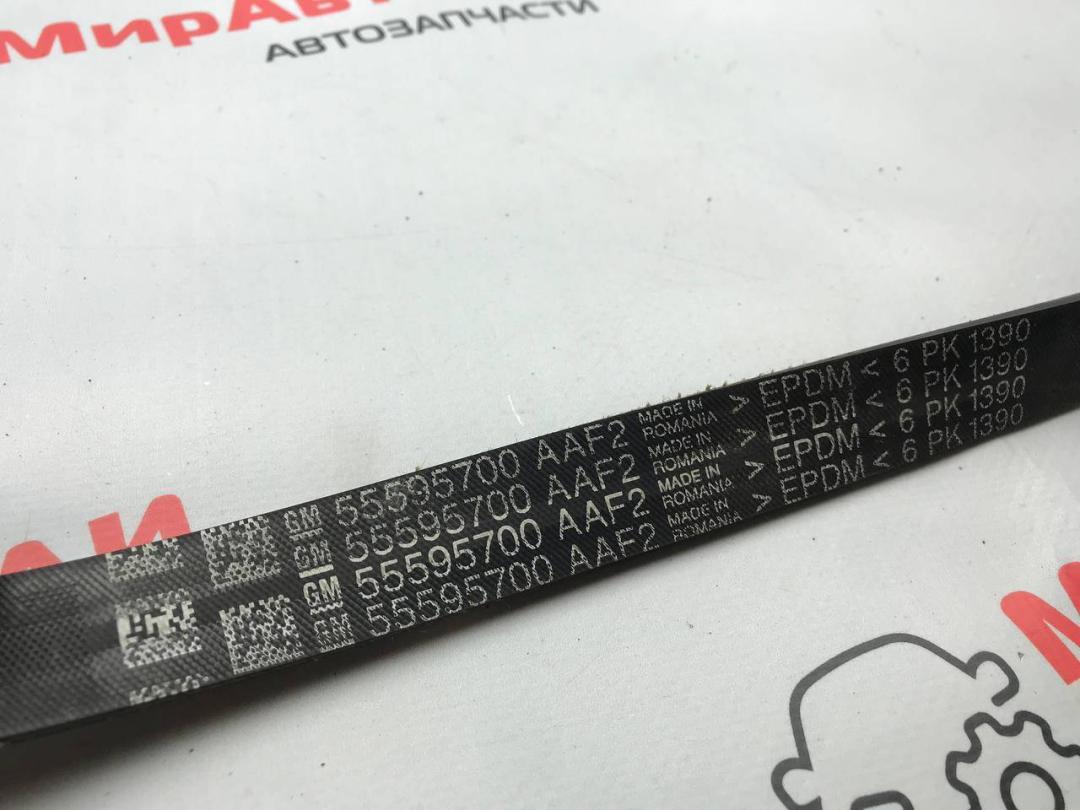 МирАв
АВТОЗАПЧАСТИ
GM 55595700 AAF2 MADE IN ROMANIA > EPDM < 6 PK 1390
GM 55595700 AAF2 MADE IN ROMANIA > EPDM < 6 PK 1390
GM 55595700 AAF2 MADE IN ROMANIA > EPDM < 6 PK 1390
GM 55595700 AAF2 MADE IN ROMANIA > EPDM < 6 PK 1390